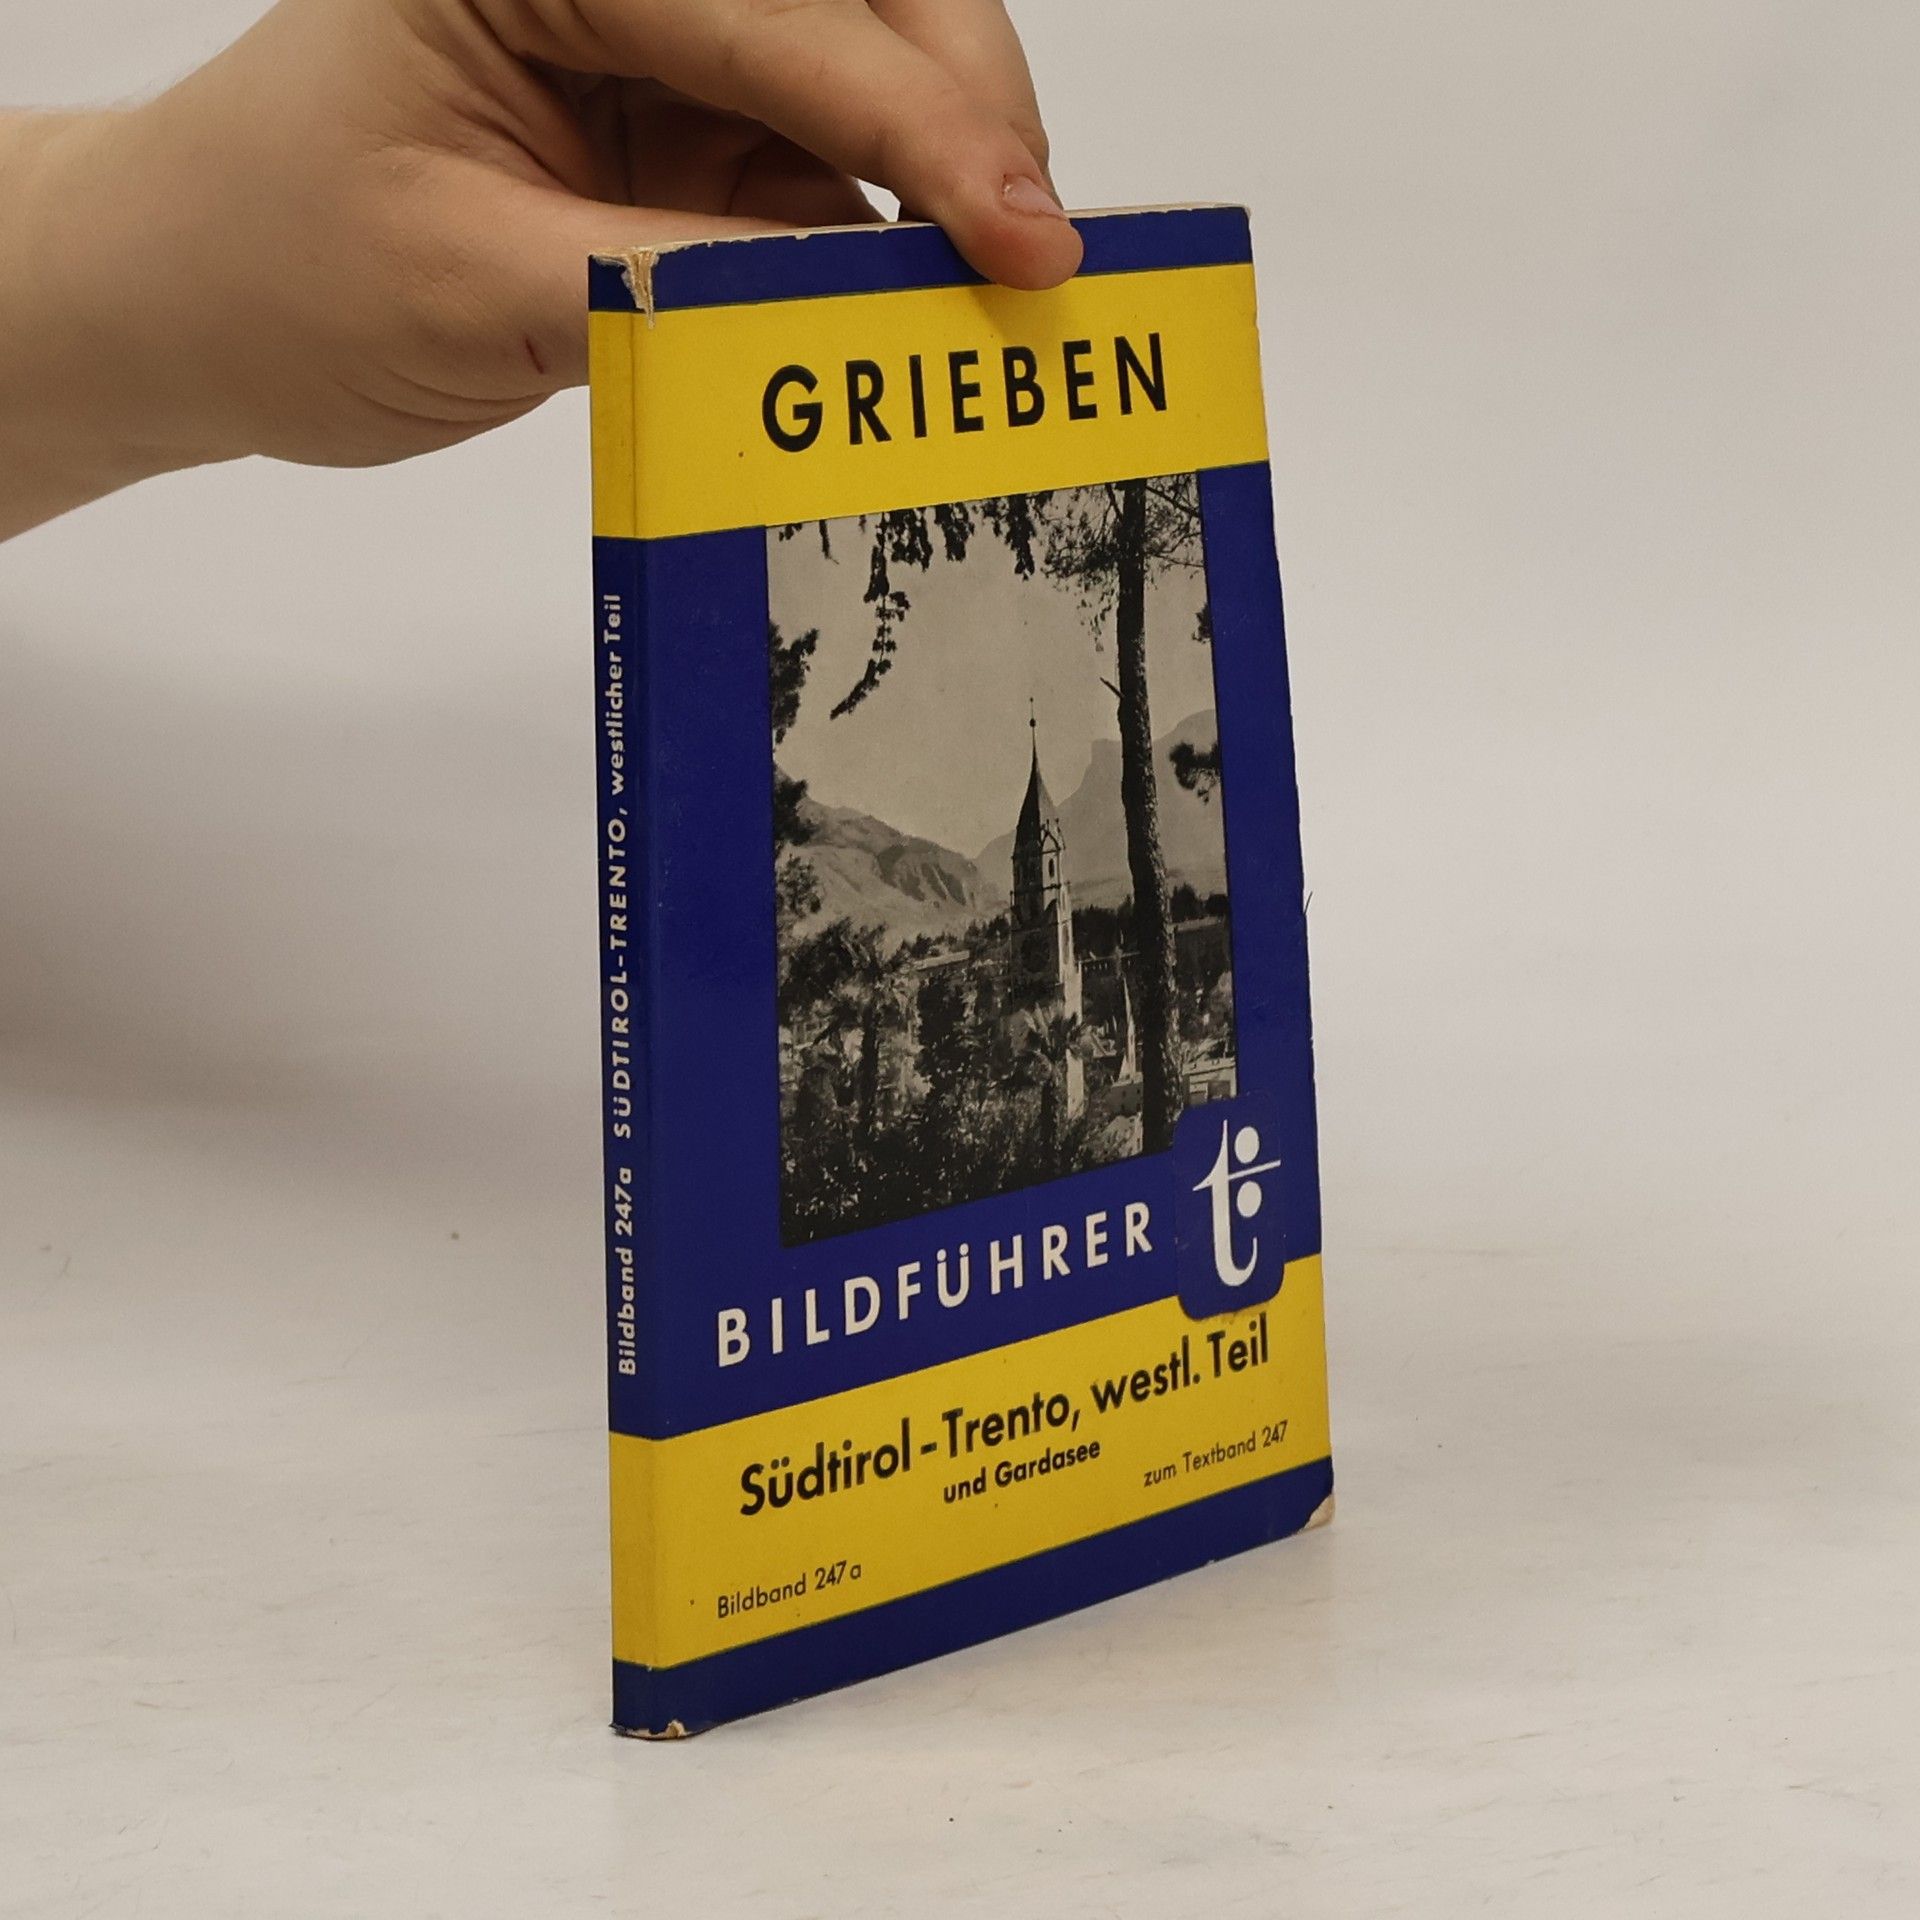 GRIEBEN
BILDFÜHRER
t:
Südtirol-Trento, westl. Teil
und Gardasee
zum Textband 247
Bildband 247a
Bildband 247a SÜDTIROL-TRENTO, westlicher Teil